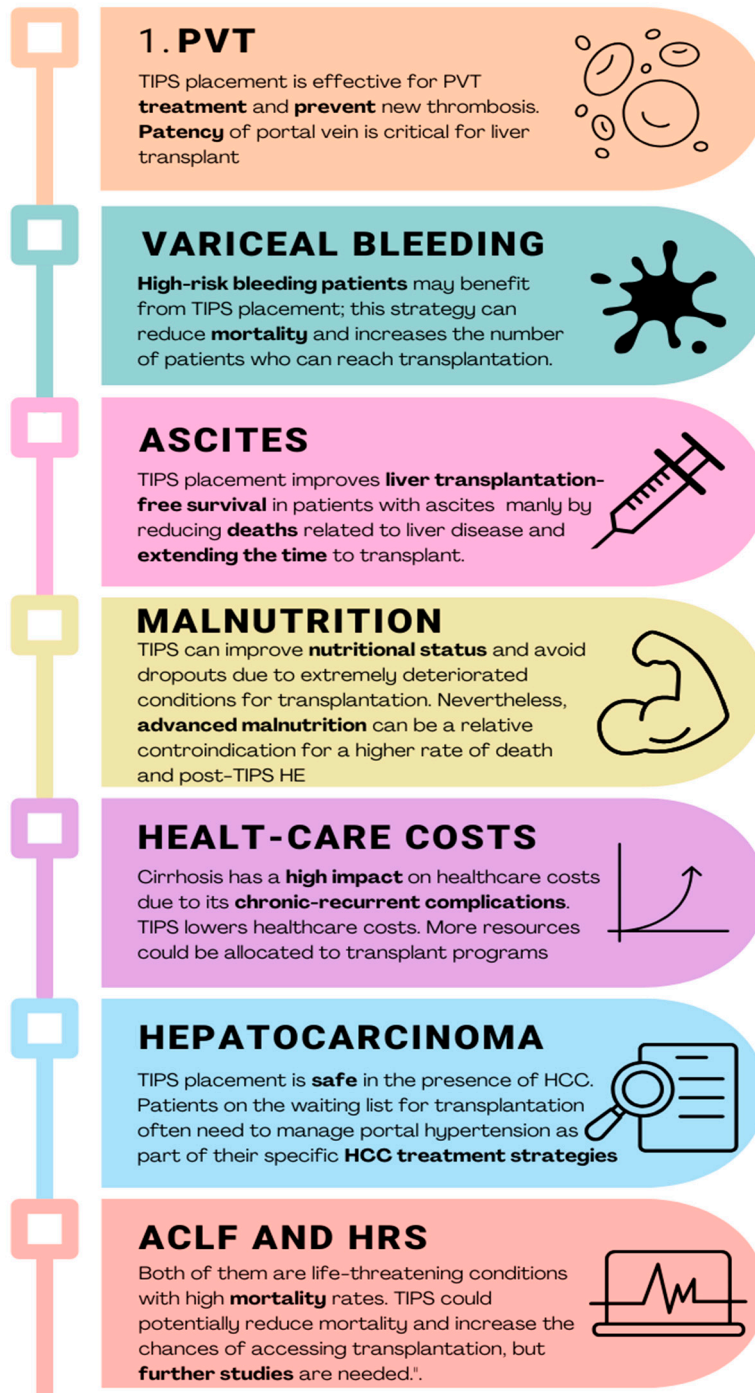 1. PVT
TIPS placement is effective for PVT
treatment and prevent new thrombosis.
Patency of portal vein is critical for liver
transplant
VARICEAL BLEEDING
High-risk bleeding patients may benefit
from TIPS placement; this strategy can
reduce mortality and increases the number
of patients who can reach transplantation.
ASCITES
TIPS placement improves liver transplantation-
free survival in patients with ascites manly by
reducing deaths related to liver disease and
extending the time to transplant.
MALNUTRITION
TIPS can improve nutritional status and avoid
dropouts due to extremely deteriorated
conditions for transplantation. Nevertheless,
advanced malnutrition can be a relative
controindication for a higher rate of death
and post-TIPS HE
HEALT-CARE COSTS
Cirrhosis has a high impact on healthcare costs
due to its chronic-recurrent complications.
TIPS lowers healthcare costs. More resources
could be allocated to transplant programs
HEPATOCARCINOMA
TIPS placement is safe in the presence of HCC.
Patients on the waiting list for transplantation
often need to manage portal hypertension as
part of their specific HCC treatment strategies
ACLF AND HRS
Both of them are life-threatening conditions
with high mortality rates. TIPS could
potentially reduce mortality and increase the
chances of accessing transplantation, but
further studies are needed.".